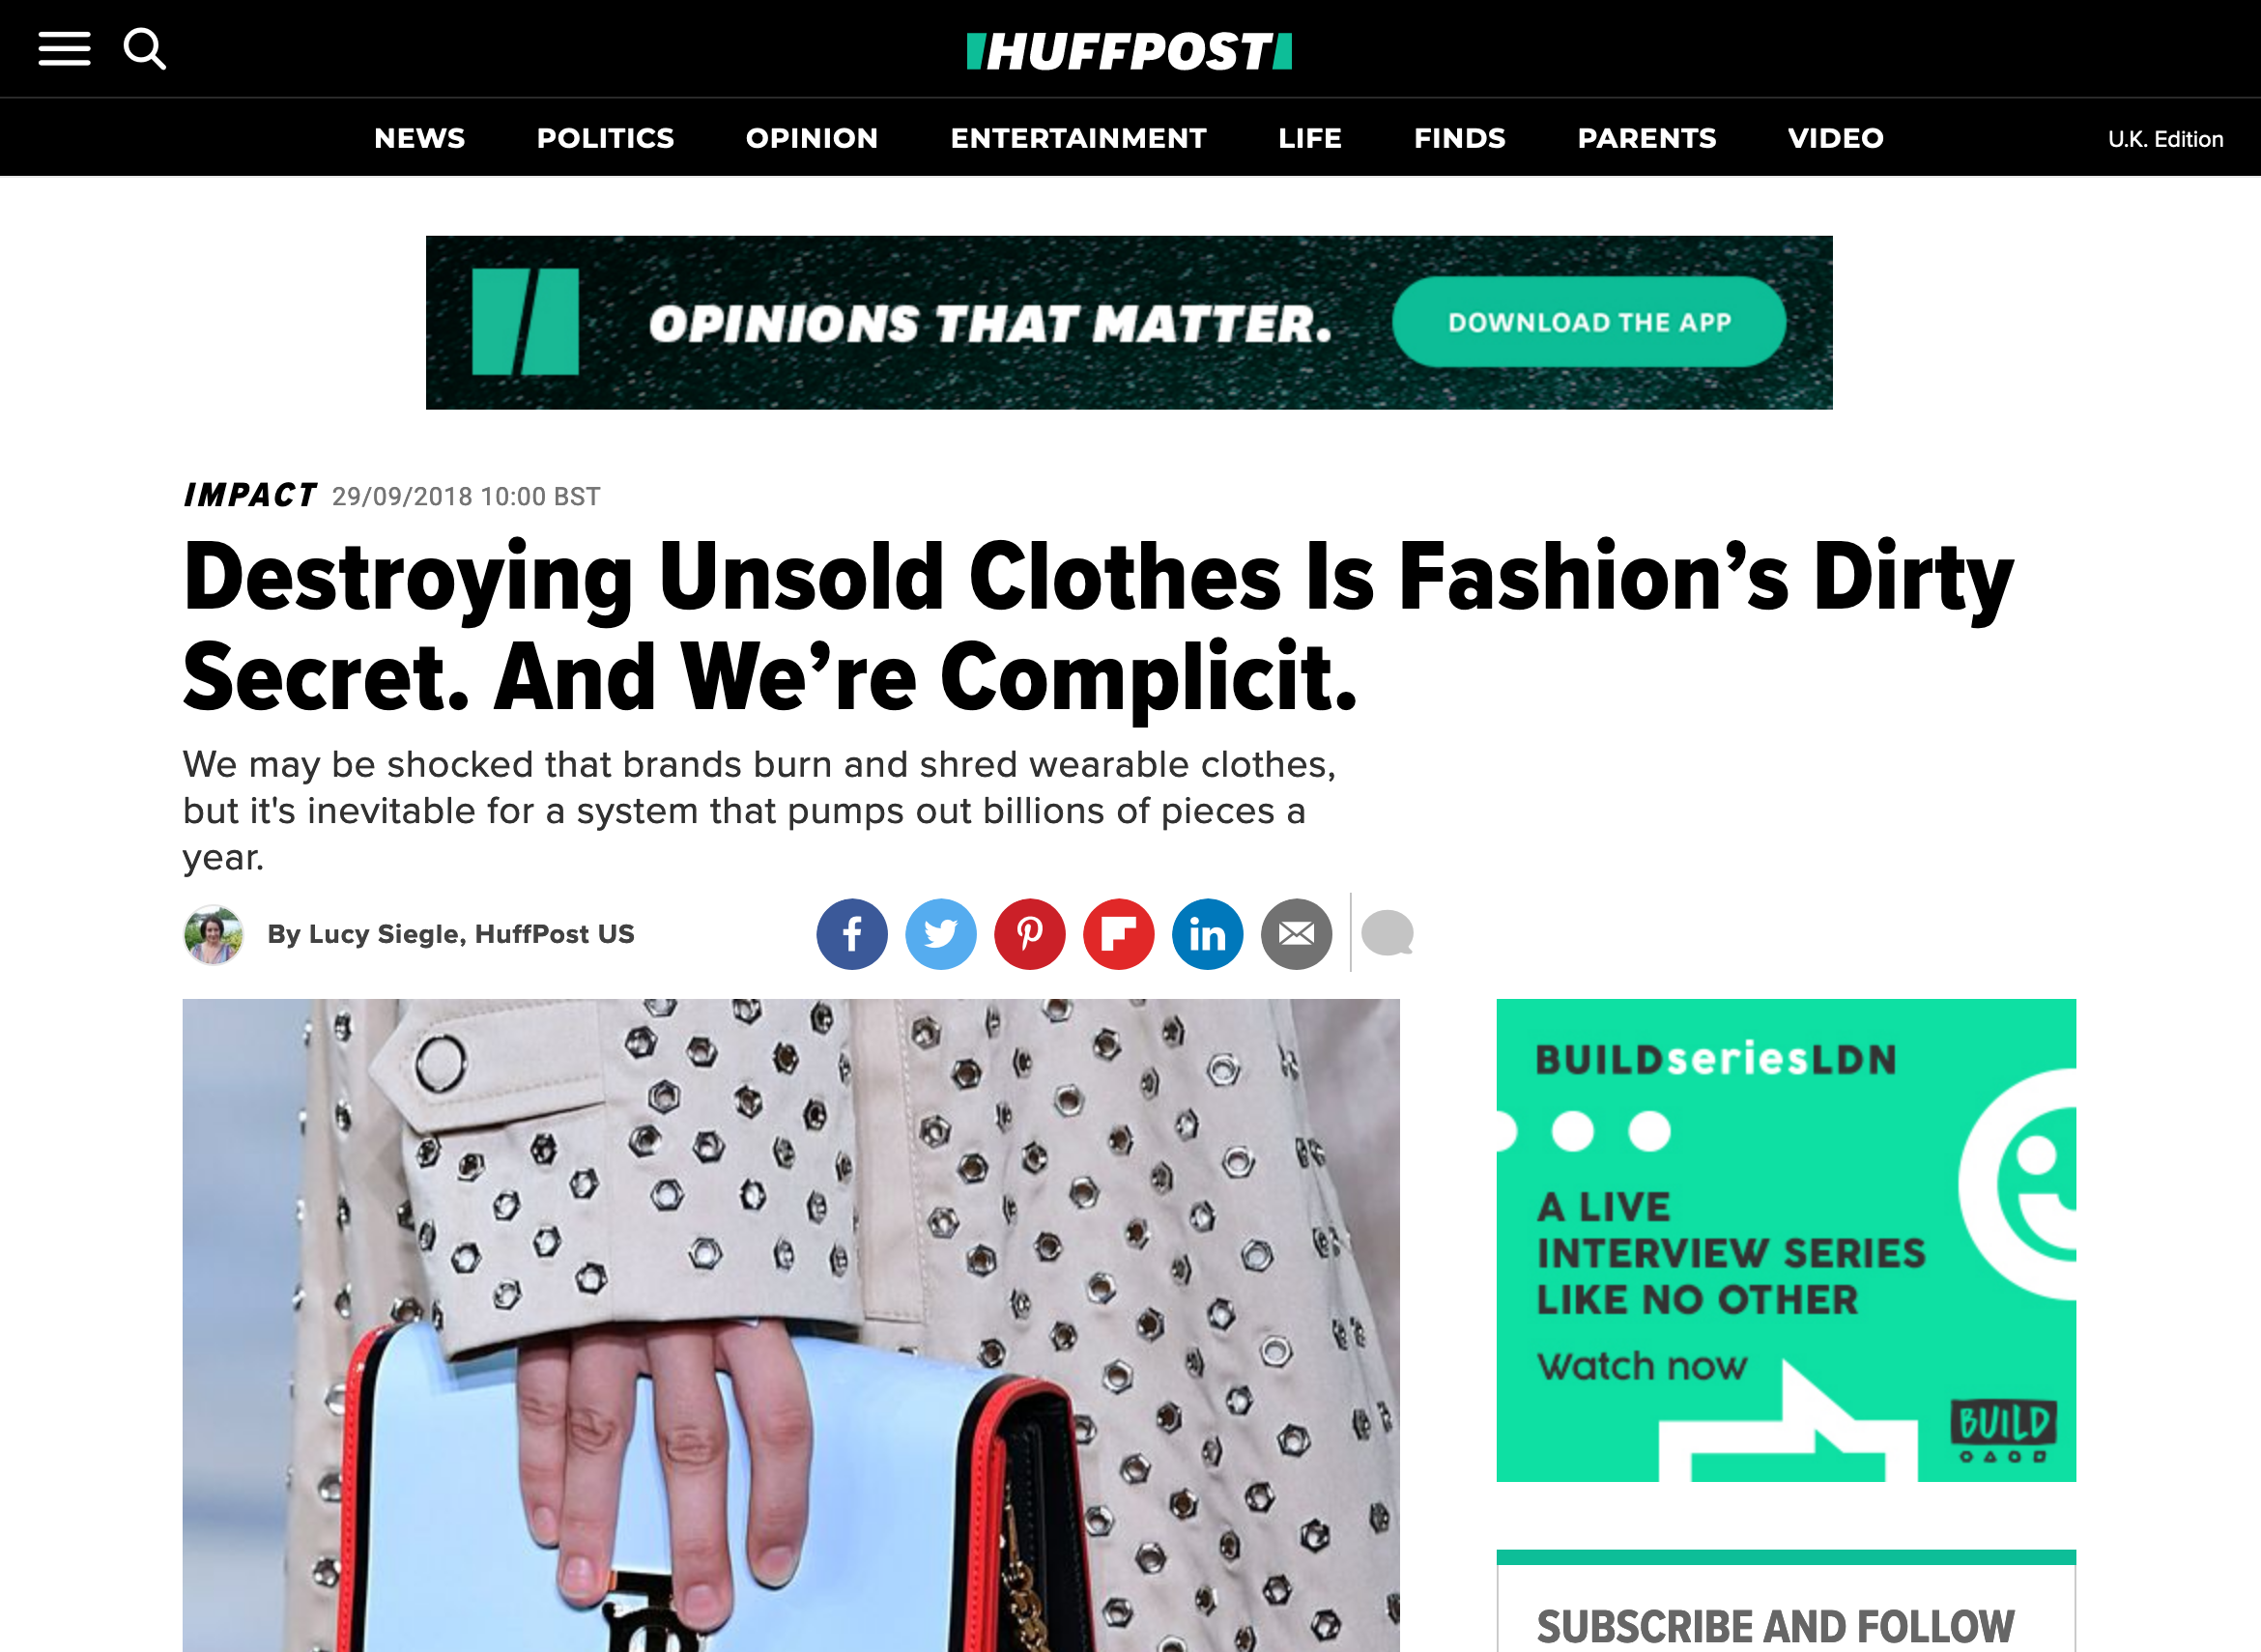 HUFFPOST
NEWS POLITICS OPINION ENTERTAINMENT LIFE FINDS PARENTS VIDEO U.K. Edition
OPINIONS THAT MATTER. DOWNLOAD THE APP
IMPACT 29/09/2018 10:00 BST
Destroying Unsold Clothes Is Fashion’s Dirty
Secret. And We’re Complicit.
We may be shocked that brands burn and shred wearable clothes,
but it's inevitable for a system that pumps out billions of pieces a
year.
By Lucy Siegle, HuffPost US
BUILDseriesLDN
A LIVE
INTERVIEW SERIES
LIKE NO OTHER
Watch now
BUILD
SUBSCRIBE AND FOLLOW